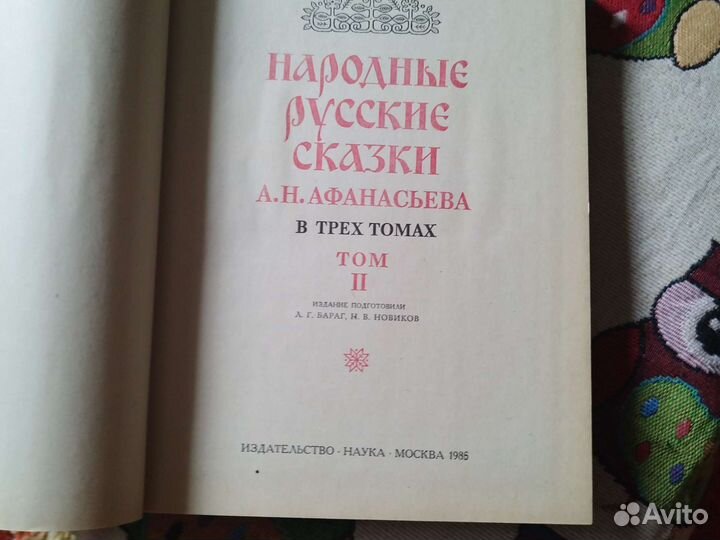 НАРОДНЫЕ
РУССКИЕ
СКАЗКИ
А. Н. АФАНАСЬЕВА
В ТРЕХ ТОМАХ
ТОМ
II
ИЗДАНИЕ ПОДГОТОВИЛИ
Л. Г. БАРАГ, Н. В. НОВИКОВ
ИЗДАТЕЛЬСТВО · НАУКА · МОСКВА 1985
Avito